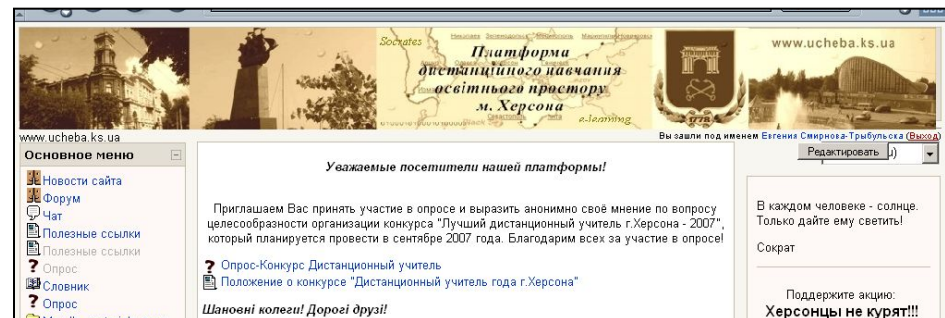 Socrates
Платформа
дистанційного навчання
освітнього простору
м. Херсона
e-learning
1778
www.ucheba.ks.ua
www.ucheba.ks.ua
Вы зашли под именем Евгения Смирнова-Трыбульска (Выход)
Основное меню
Новости сайта
Форум
Чат
Полезные ссылки
Полезные ссылки
Опрос
Словник
Опрос
Уважаемые посетители нашей платформы!
Приглашаем Вас принять участие в опросе и выразить анонимно своё мнение по вопросу
целесообразности организации конкурса "Лучший дистанционный учитель г.Херсона - 2007",
который планируется провести в сентябре 2007 года. Благодарим всех за участие в опросе!
Опрос-Конкурс Дистанционный учитель
Положение о конкурсе "Дистанционный учитель года г.Херсона"
Шановні колеги! Дорогі друзі!
Редактировать
В каждом человеке - солнце.
Только дайте ему светить!
Сократ
Поддержите акцию:
Херсонцы не курят!!!